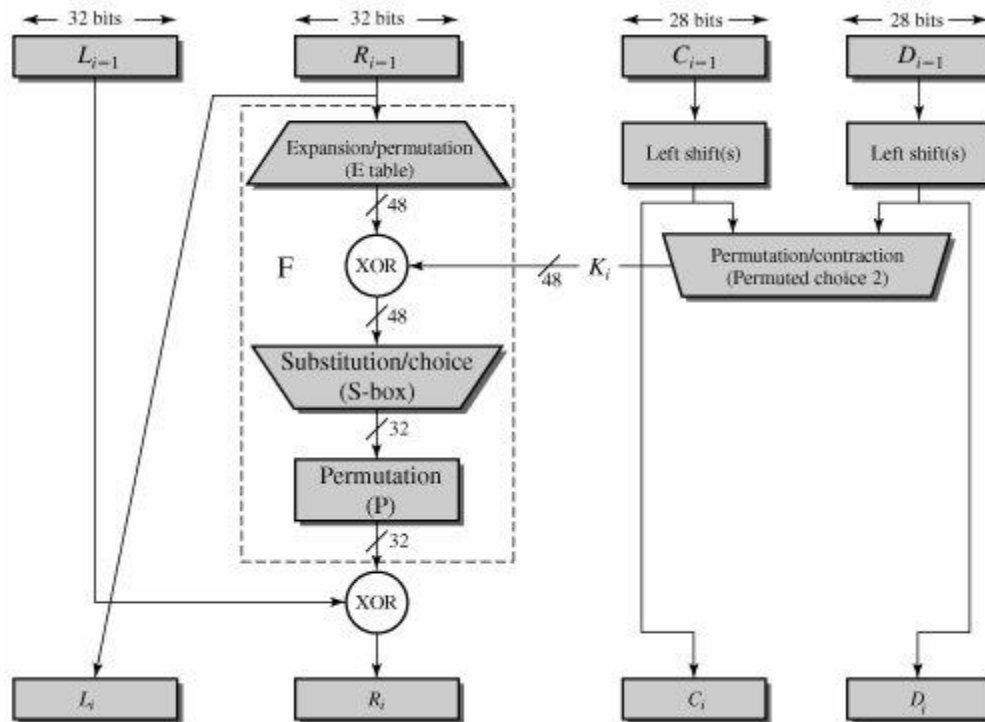 32 bits
32 bits
28 bits
28 bits
L_{i−1}
R_{i−1}
C_{i−1}
D_{i−1}
Expansion/permutation
(E table)
Left shift(s)
Left shift(s)
48
XOR
F
48
K_i
Permutation/contraction
(Permuted choice 2)
48
Substitution/choice
(S-box)
32
Permutation
(P)
32
XOR
L_i
R_i
C_i
D_i